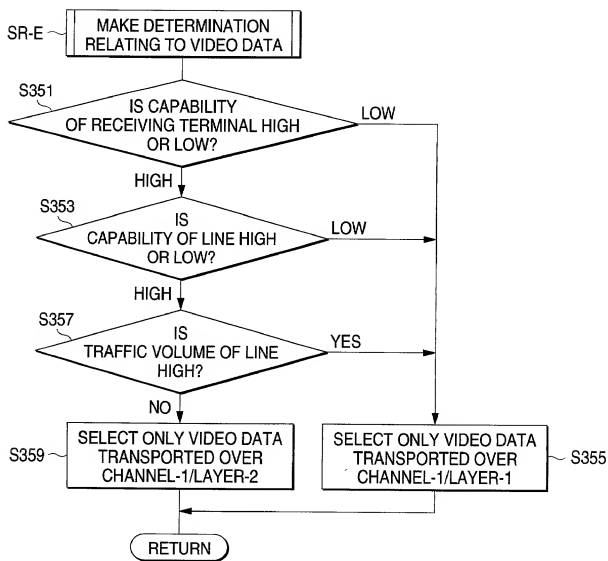 SR-E
MAKE DETERMINATION
RELATING TO VIDEO DATA
S351
IS CAPABILITY
OF RECEIVING TERMINAL HIGH
OR LOW?
LOW
HIGH
S353
IS
CAPABILITY OF LINE HIGH
OR LOW?
LOW
HIGH
S357
IS
TRAFFIC VOLUME OF LINE
HIGH?
YES
NO
S359
SELECT ONLY VIDEO DATA
TRANSPORTED OVER
CHANNEL-1/LAYER-2
SELECT ONLY VIDEO DATA
TRANSPORTED OVER
CHANNEL-1/LAYER-1
S355
RETURN